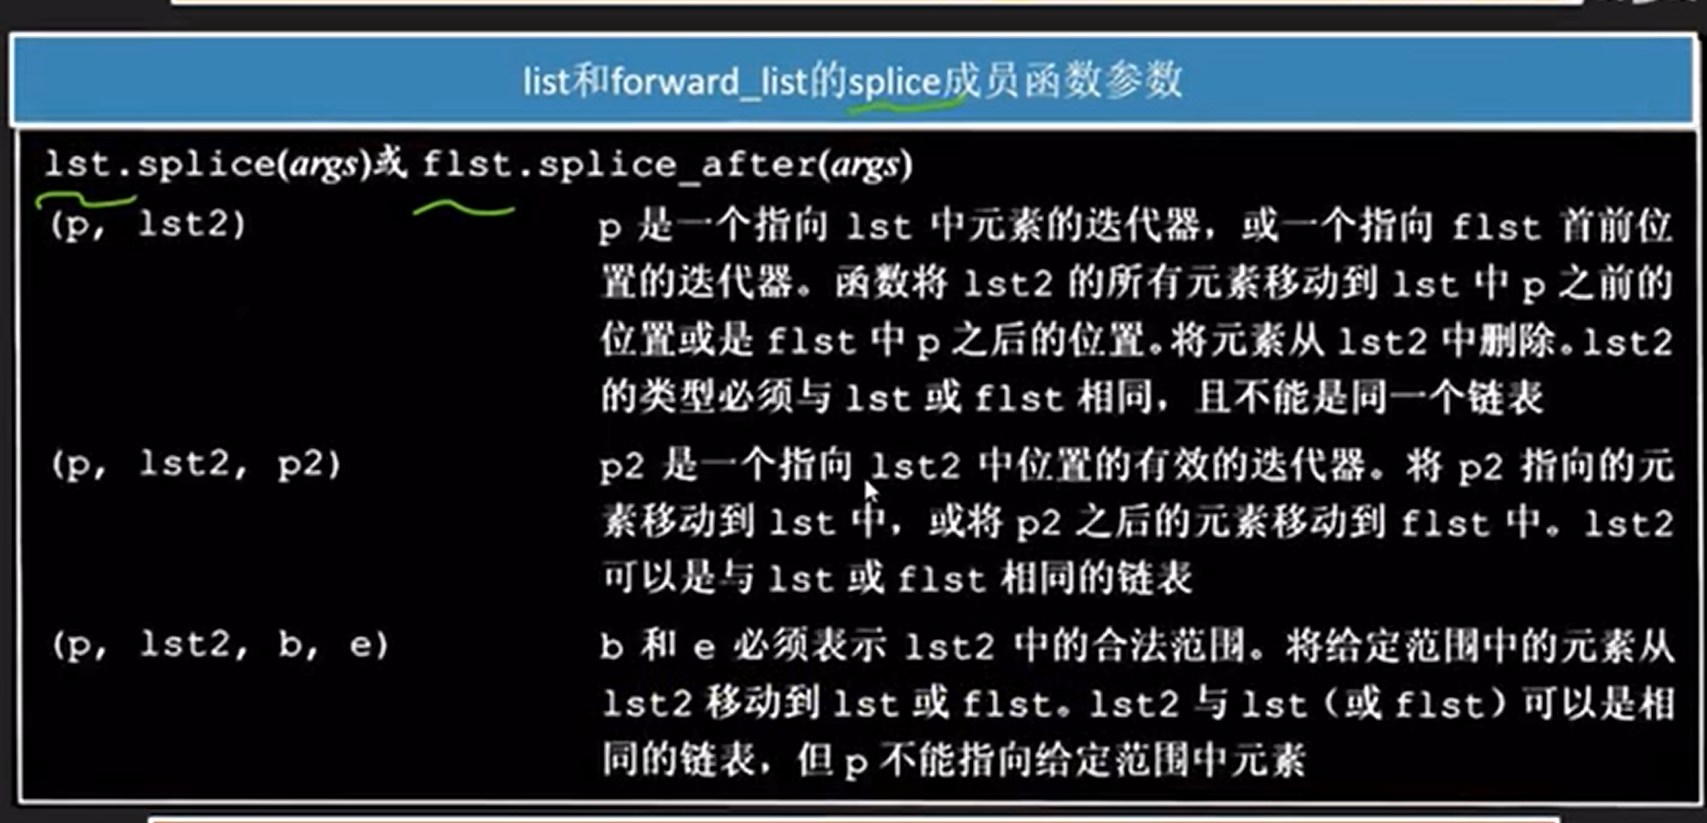 list和forward_list的splice成员函数参数
lst.splice(args)或 flst.splice_after(args)
(p, lst2) p 是一个指向 lst 中元素的迭代器，或一个指向 flst 首前位
置的迭代器。函数将 lst2 的所有元素移动到 lst 中 p 之前的
位置或是 flst 中 p 之后的位置。将元素从 lst2 中删除。lst2
的类型必须与 lst 或 flst 相同，且不能是同一个链表
(p, lst2, p2) p2 是一个指向 lst2 中位置的有效的迭代器。将 p2 指向的元
素移动到 lst 中，或将 p2 之后的元素移动到 flst 中。lst2
可以是与 lst 或 flst 相同的链表
(p, lst2, b, e) b 和 e 必须表示 lst2 中的合法范围。将给定范围中的元素从
lst2 移动到 lst 或 flst。lst2 与 lst（或 flst）可以是相
同的链表，但 p 不能指向给定范围中元素